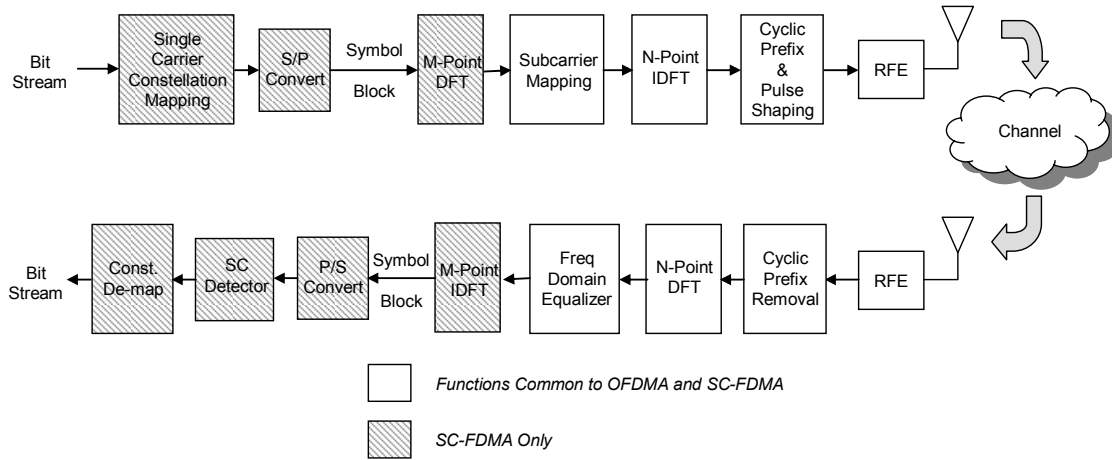 Bit
Stream
Single
Carrier
Constellation
Mapping
S/P
Convert
Symbol
Block
M-Point
DFT
Subcarrier
Mapping
N-Point
IDFT
Cyclic
Prefix
&
Pulse
Shaping
RFE
Channel
Bit
Stream
Const.
De-map
SC
Detector
P/S
Convert
Symbol
Block
M-Point
IDFT
Freq
Domain
Equalizer
N-Point
DFT
Cyclic
Prefix
Removal
RFE
Functions Common to OFDMA and SC-FDMA
SC-FDMA Only